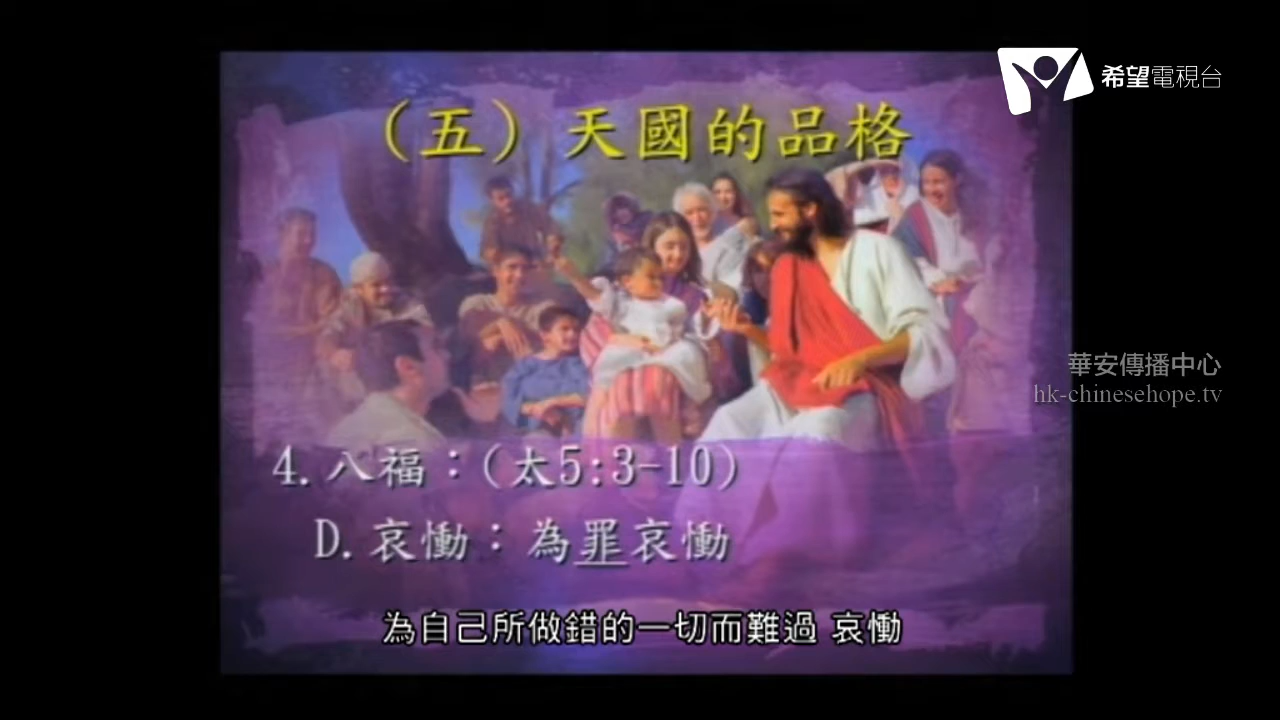 希望電視台
（五）天國的品格
華安傳播中心
hk-chinesehope.tv
4.八福：(太5:3-10)
D.哀慟：為罪哀慟
為自己所做錯的一切而難過 哀慟